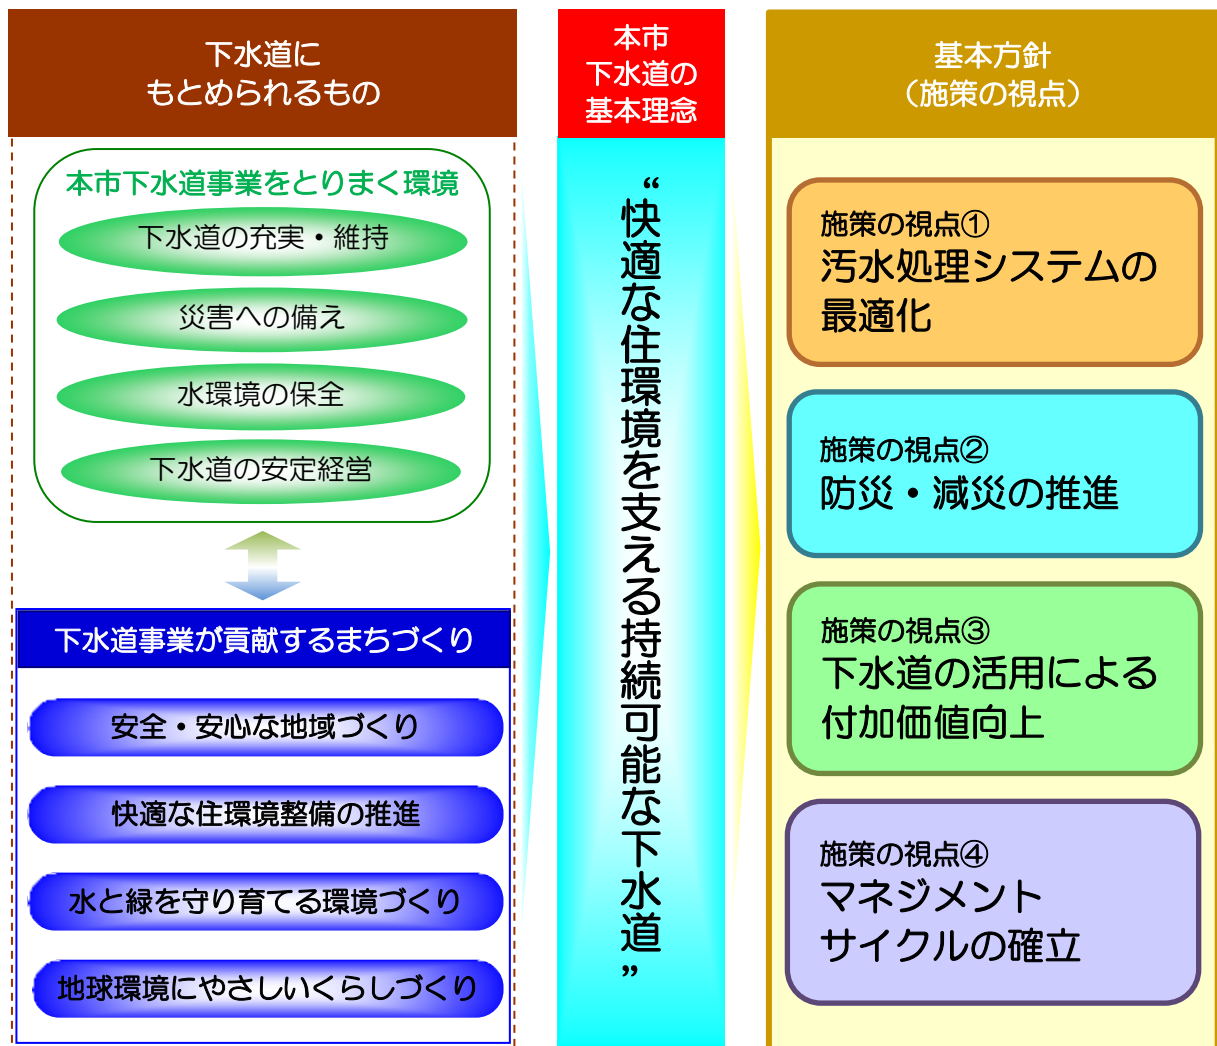 下水道に
もとめられるもの
本市下水道事業をとりまく環境
下水道の充実・維持
災害への備え
水環境の保全
下水道の安定経営
下水道事業が貢献するまちづくり
安全・安心な地域づくり
快適な住環境整備の推進
水と緑を守り育てる環境づくり
地球環境にやさしいくらしづくり
本市
下水道の
基本理念
“快適な住環境を支える持続可能な下水道”
基本方針
（施策の視点）
施策の視点①
汚水処理システムの
最適化
施策の視点②
防災・減災の推進
施策の視点③
下水道の活用による
付加価値向上
施策の視点④
マネジメント
サイクルの確立